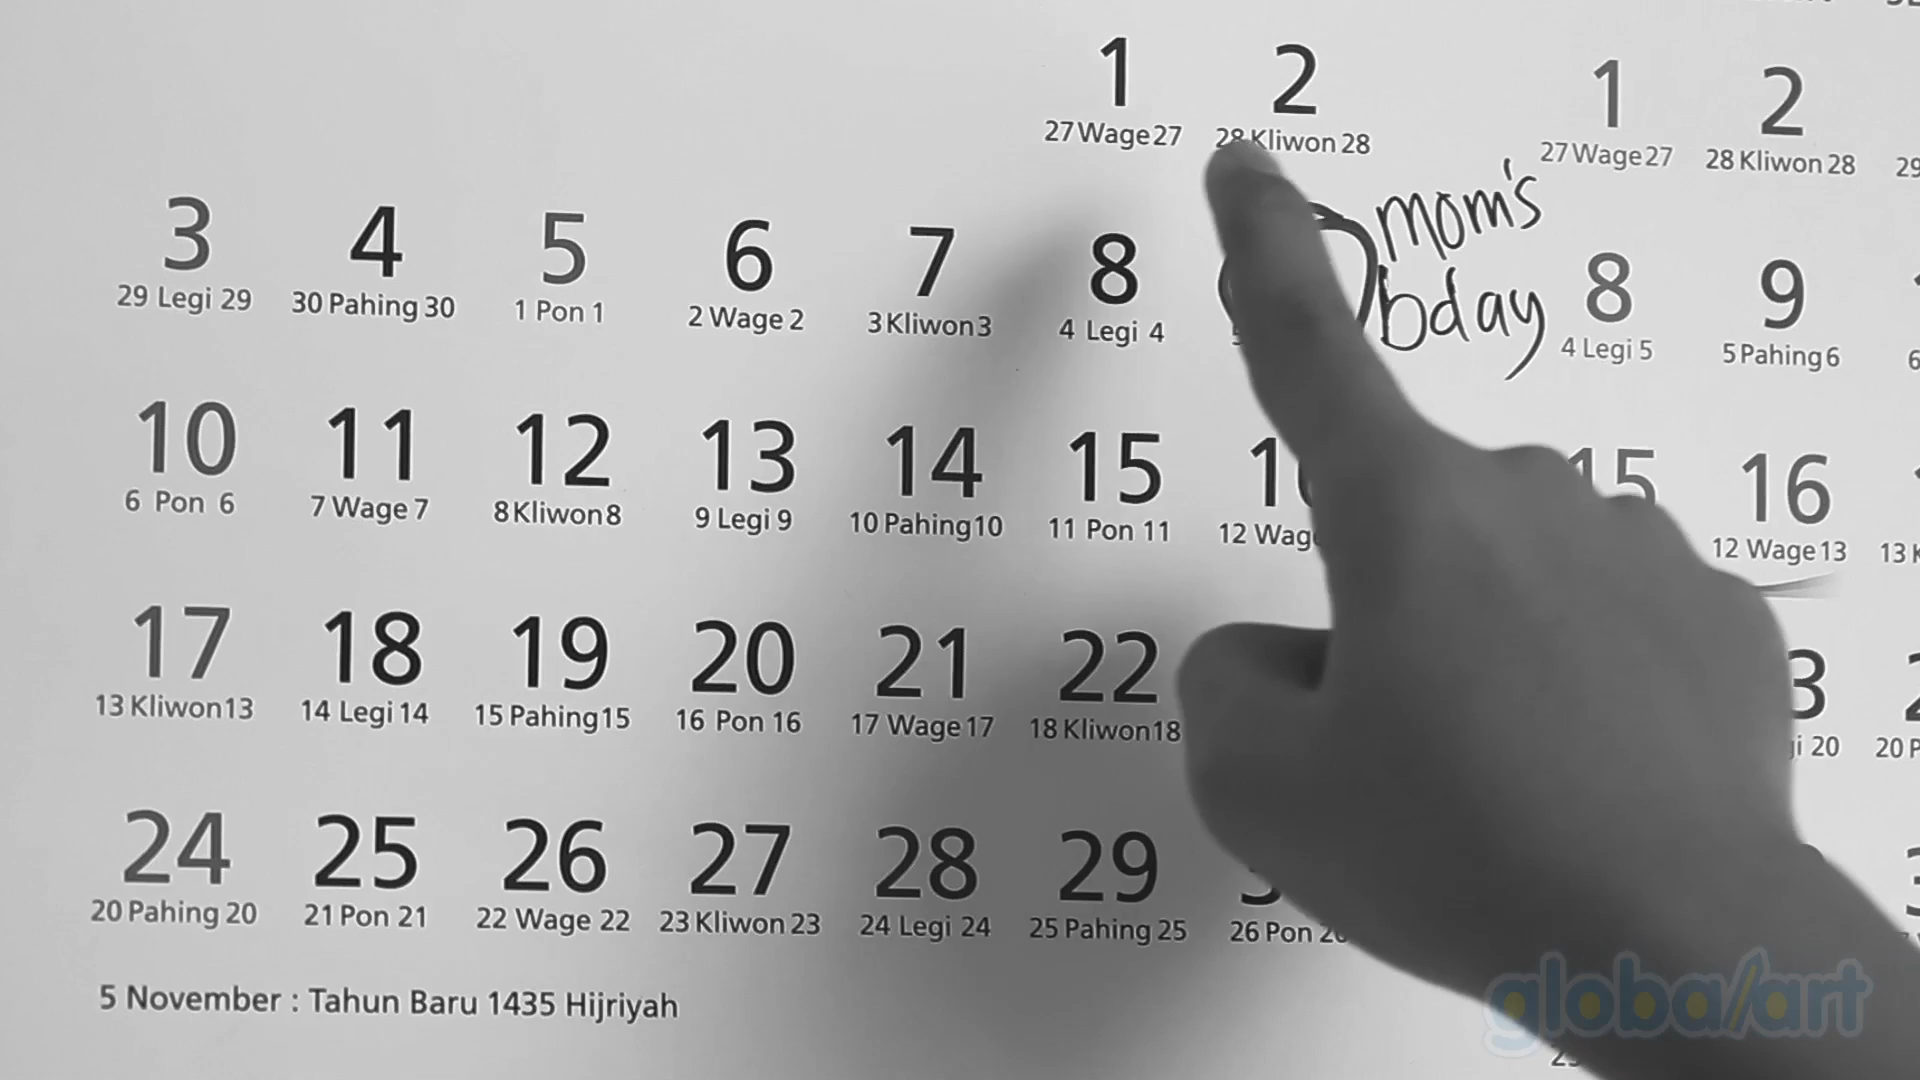 1 2
27 Wage 27 28 Kliwon 28
3 4 5 6 7 8
29 Legi 29 30 Pahing 30 1 Pon 1 2 Wage 2 3 Kliwon 3 4 Legi 4
10 11 12 13 14 15
6 Pon 6 7 Wage 7 8 Kliwon 8 9 Legi 9 10 Pahing 10 11 Pon 11 12
17 18 19 20 21 22
13 Kliwon 13 14 Legi 14 15 Pahing 15 16 Pon 16 17 Wage 17 18 Kliwon 18
24 25 26 27 28 29
20 Pahing 20 21 Pon 21 22 Wage 22 23 Kliwon 23 24 Legi 24 25 Pahing 25 26 Pon
5 November : Tahun Baru 1435 Hijriyah
mom's
bday
1 2
27 Wage 27 28 Kliwon 28
8 9
4 Legi 5 5 Pahing 6
15 16
12 Wage 13 13
20 20
globalart